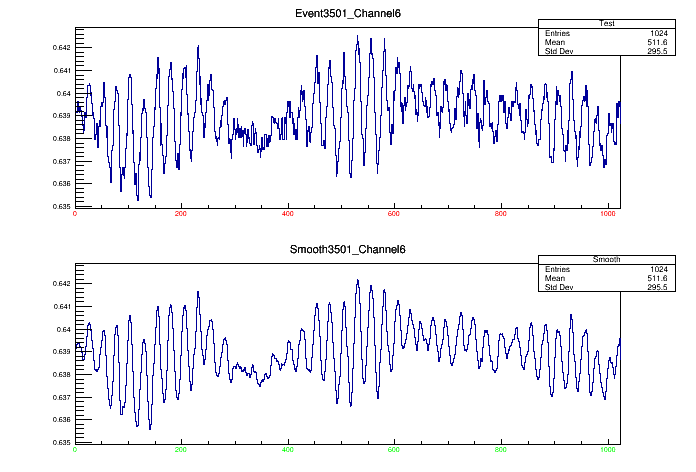 Event3501_Channel6
Test
Entries 1024
Mean 511.6
Std Dev 295.5
0.642
0.641
0.64
0.639
0.638
0.637
0.636
0.635
0 200 400 600 800 1000
Smooth3501_Channel6
Smooth
Entries 1024
Mean 511.6
Std Dev 295.5
0.642
0.641
0.64
0.639
0.638
0.637
0.636
0.635
0 200 400 600 800 1000